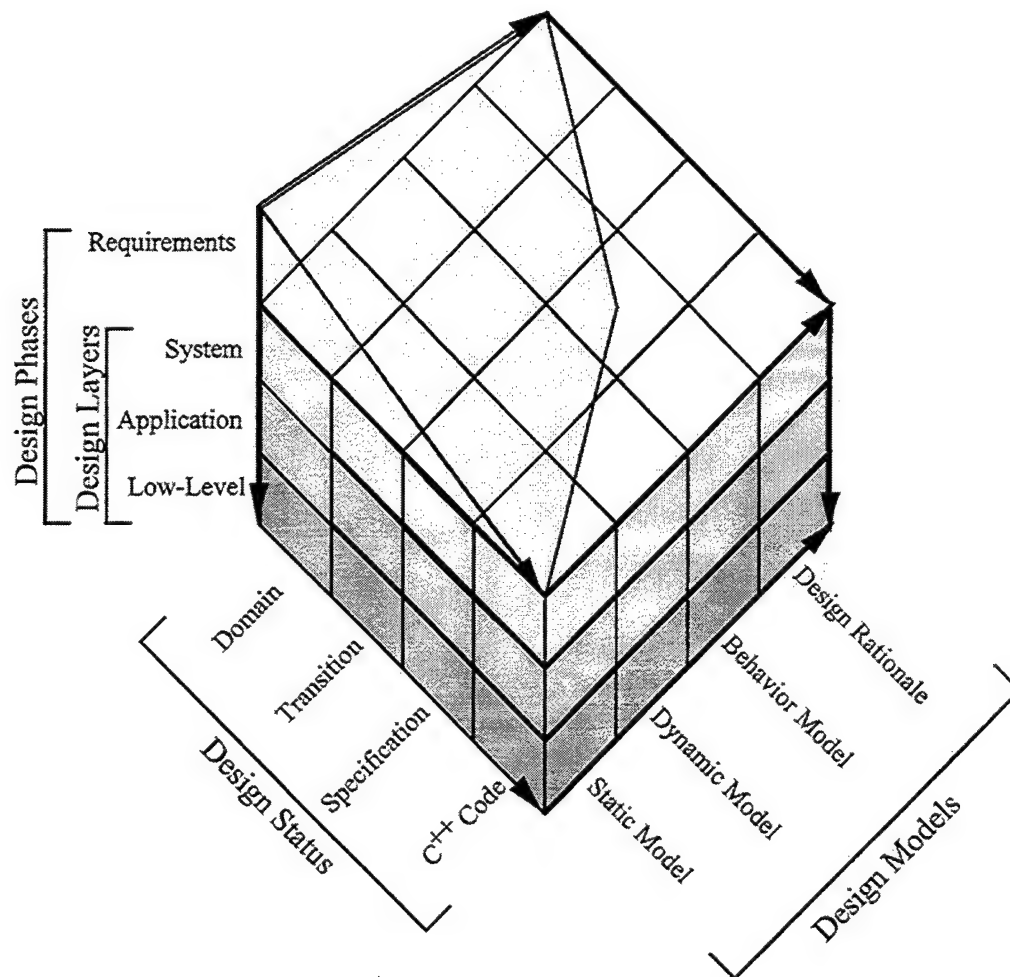 Design Phases
Design Layers
Requirements
System
Application
Low-Level
Domain
Transition
Specification
C++ Code
Design Status
Static Model
Dynamic Model
Behavior Model
Design Rationale
Design Models